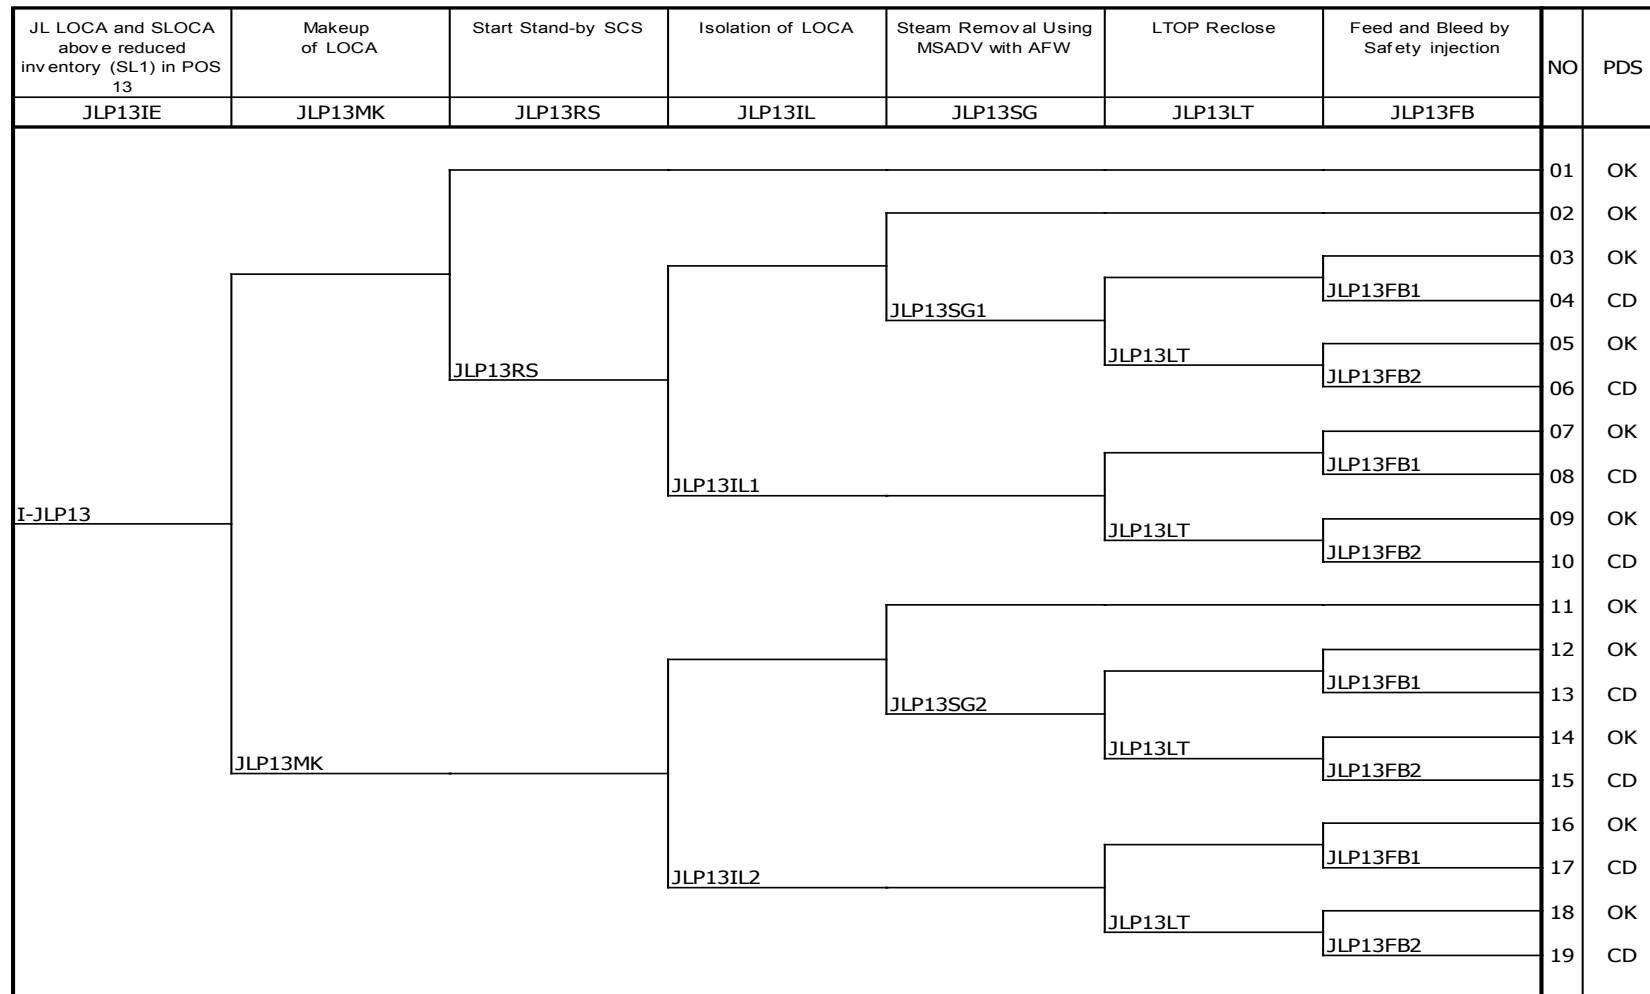 JL LOCA and SLOCA
above reduced
inventory (SL1) in POS
13
Makeup
of LOCA
Start Stand-by SCS
Isolation of LOCA
Steam Removal Using
MSADV with AFW
LTOP Reclose
Feed and Bleed by
Safety injection
NO
PDS
JLP13IE
JLP13MK
JLP13RS
JLP13IL
JLP13SG
JLP13LT
JLP13FB
01 OK
02 OK
03 OK
JLP13FB1
04 CD
JLP13SG1
05 OK
JLP13LT
JLP13RS
JLP13FB2
06 CD
07 OK
JLP13FB1
08 CD
JLP13IL1
I-JLP13
09 OK
JLP13LT
JLP13FB2
10 CD
11 OK
12 OK
JLP13FB1
13 CD
JLP13SG2
14 OK
JLP13LT
JLP13MK
JLP13FB2
15 CD
16 OK
JLP13FB1
17 CD
JLP13IL2
18 OK
JLP13LT
JLP13FB2
19 CD